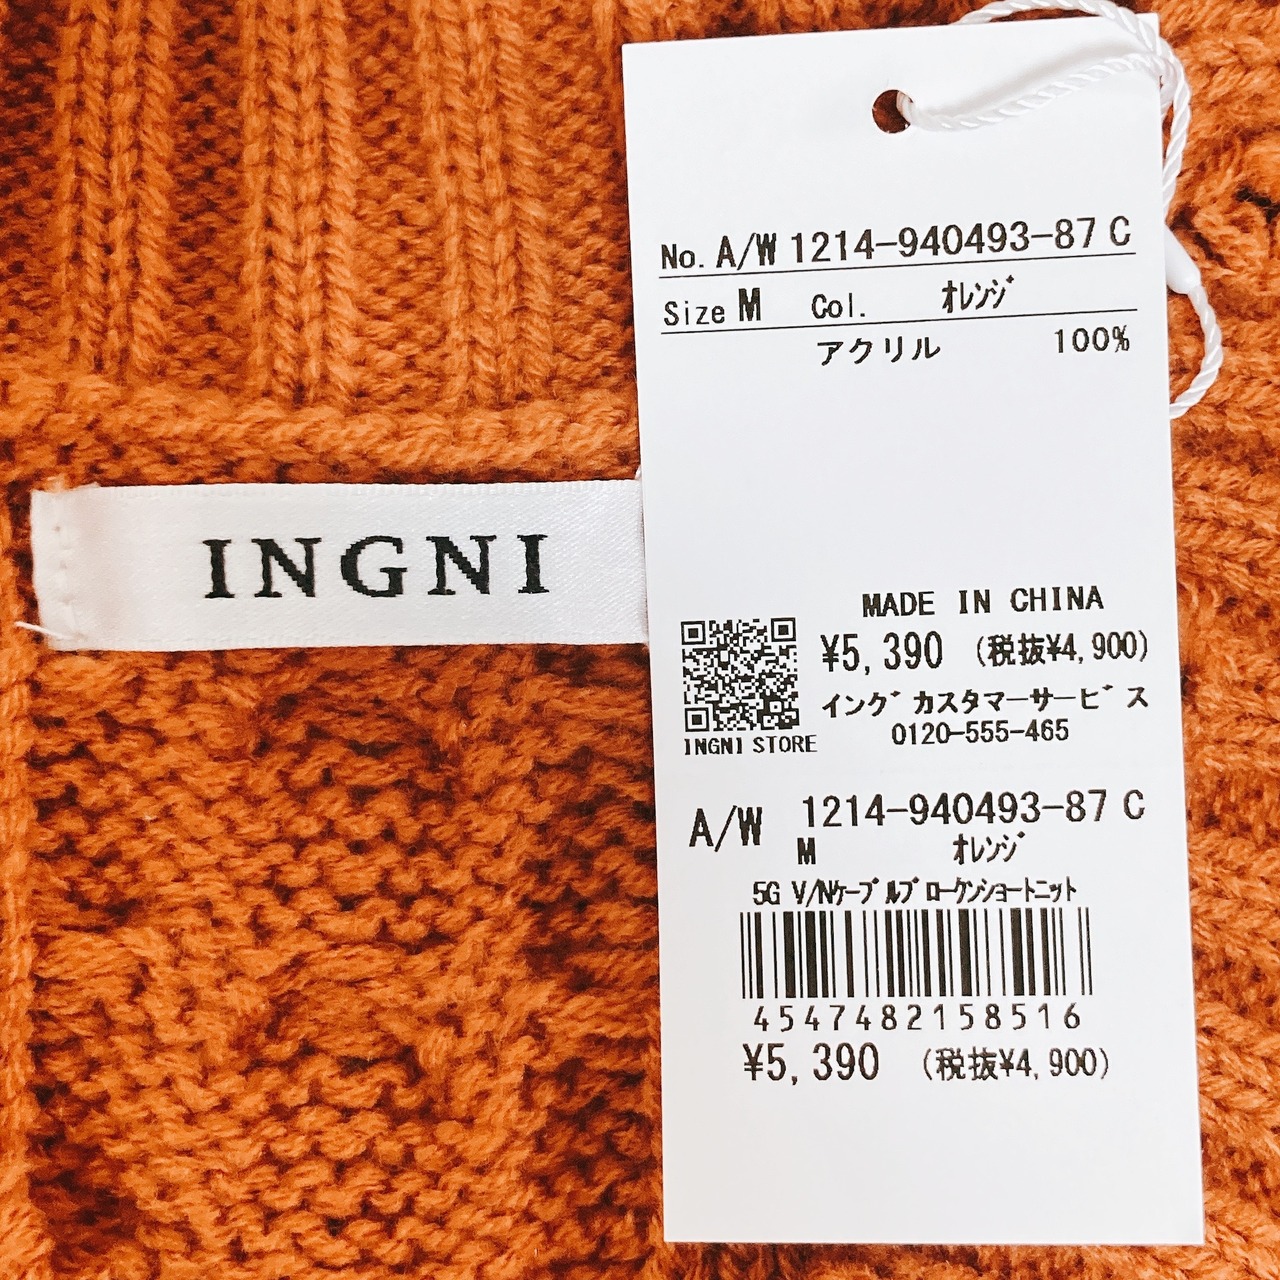 No. A/W 1214-940493-87 C
Size M Col. ｵﾚﾝｼﾞ
アクリル 100%
INGNI
MADE IN CHINA
¥5,390 (税抜¥4,900)
イング カスタマーサービス
0120-555-465
INGNI STORE
A/W 1214-940493-87 C
M ｵﾚﾝｼﾞ
5G V/Nｹｰﾌﾞﾙﾌﾞﾛｰｸﾝｼｮｰﾄﾆｯﾄ
4547482158516
¥5,390 (税抜¥4,900)